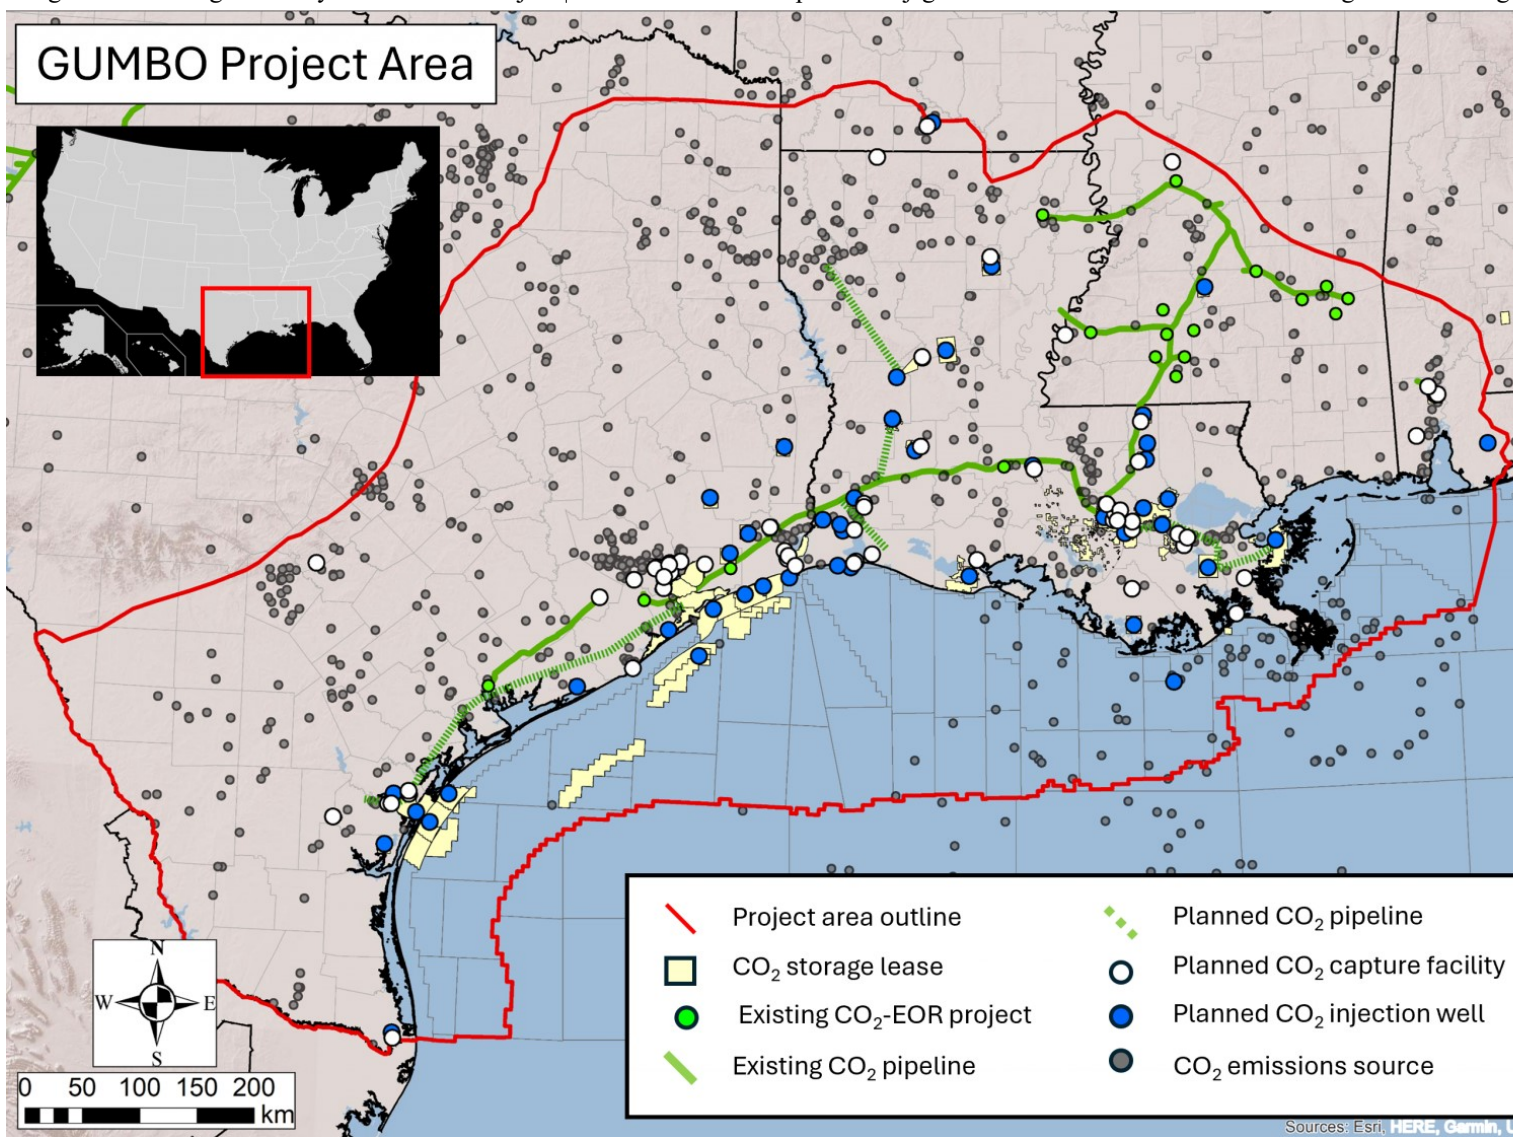 GUMBO Project Area
N
W E
S
0 50 100 150 200
km
Project area outline
CO₂ storage lease
Existing CO₂-EOR project
Existing CO₂ pipeline
Planned CO₂ pipeline
Planned CO₂ capture facility
Planned CO₂ injection well
CO₂ emissions source
Sources: Esri, HERE, Garmin, U